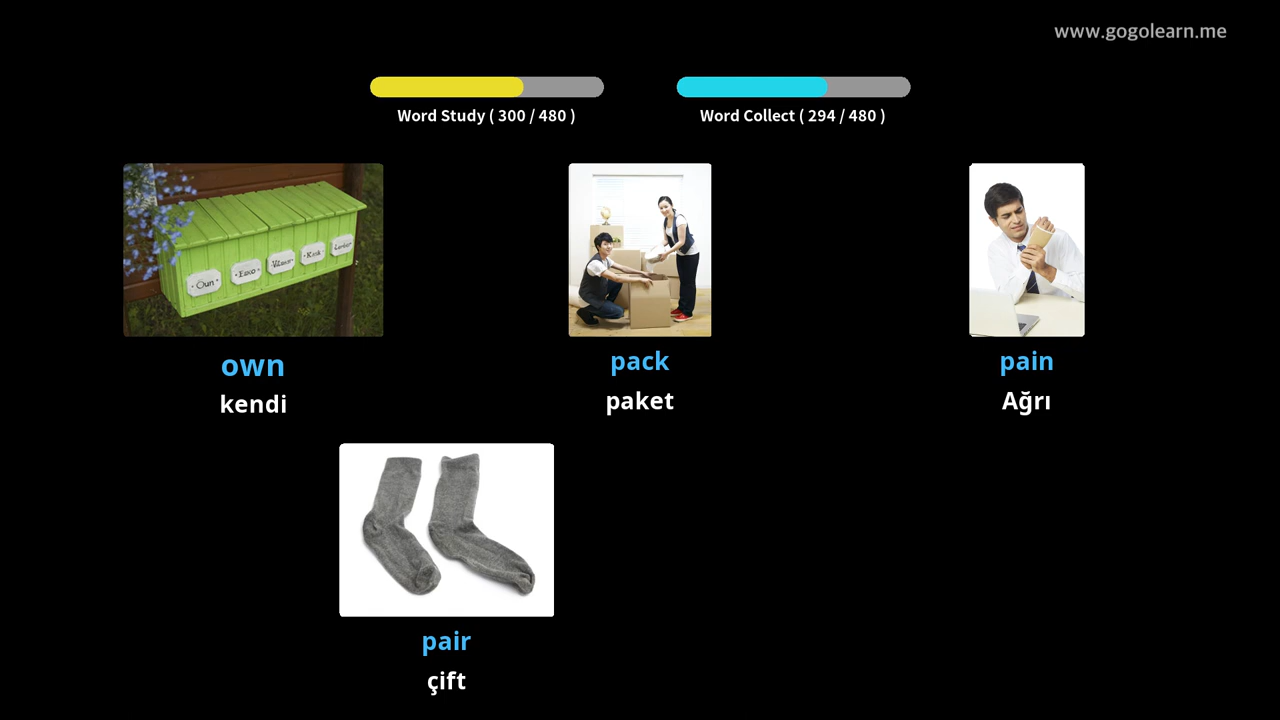 www.gogolearn.me
Word Study ( 300 / 480 )
Word Collect ( 294 / 480 )
own
kendi
pack
paket
pain
Ağrı
pair
çift